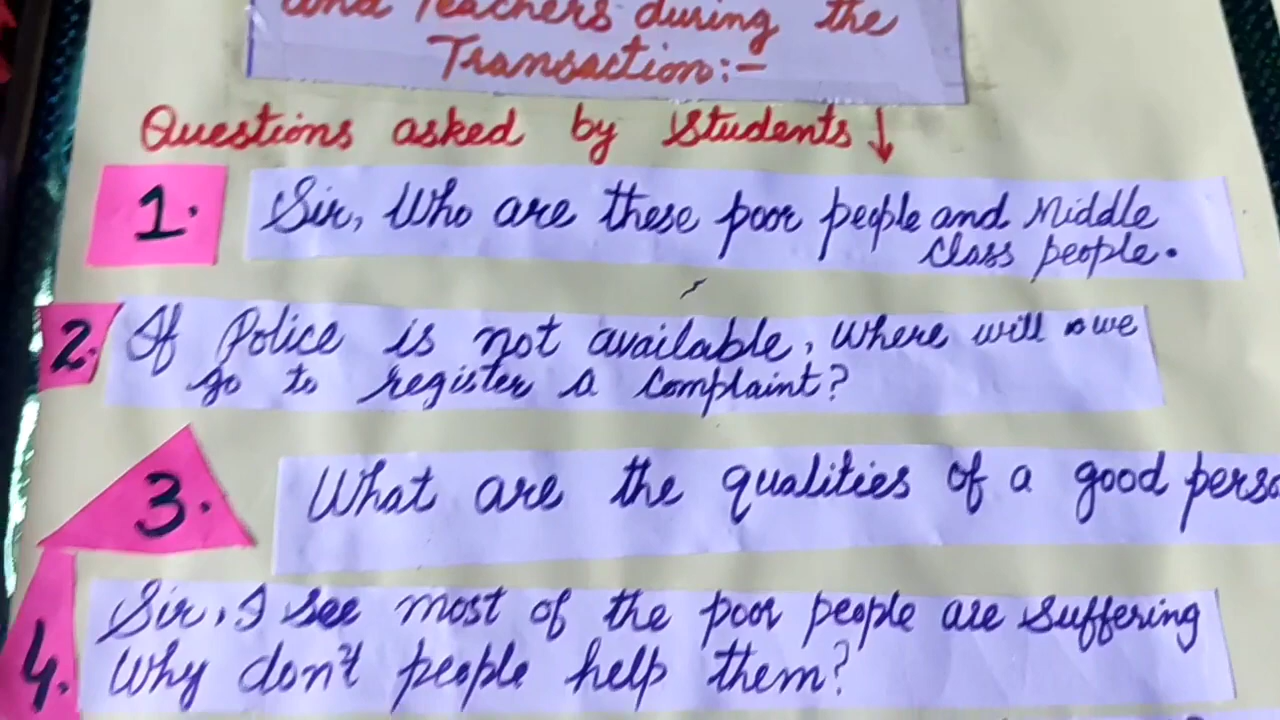 and Teachers during the
Transaction:-
Questions asked by Students ↓
1. Sir, Who are these poor people and Middle
Class people.
2. If Police is not available, where will we
go to register a Complaint?
3. What are the qualities of a good perso
4. Sir, I see most of the poor people are suffering
Why don't people help them?